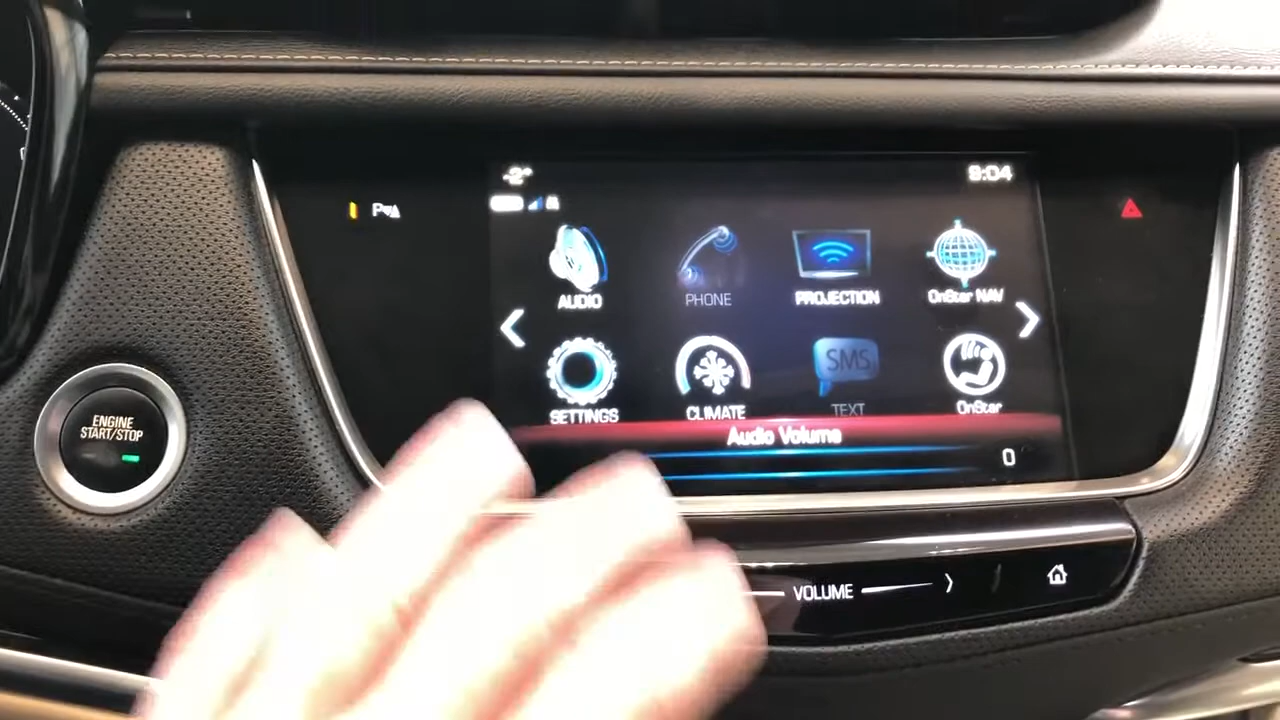 -2°
9:04
P
AUDIO
PHONE
PROJECTION
OnStar NAV
SETTINGS
CLIMATE
SMS
TEXT
OnStar
Audio Volume
0
ENGINE
START/STOP
VOLUME